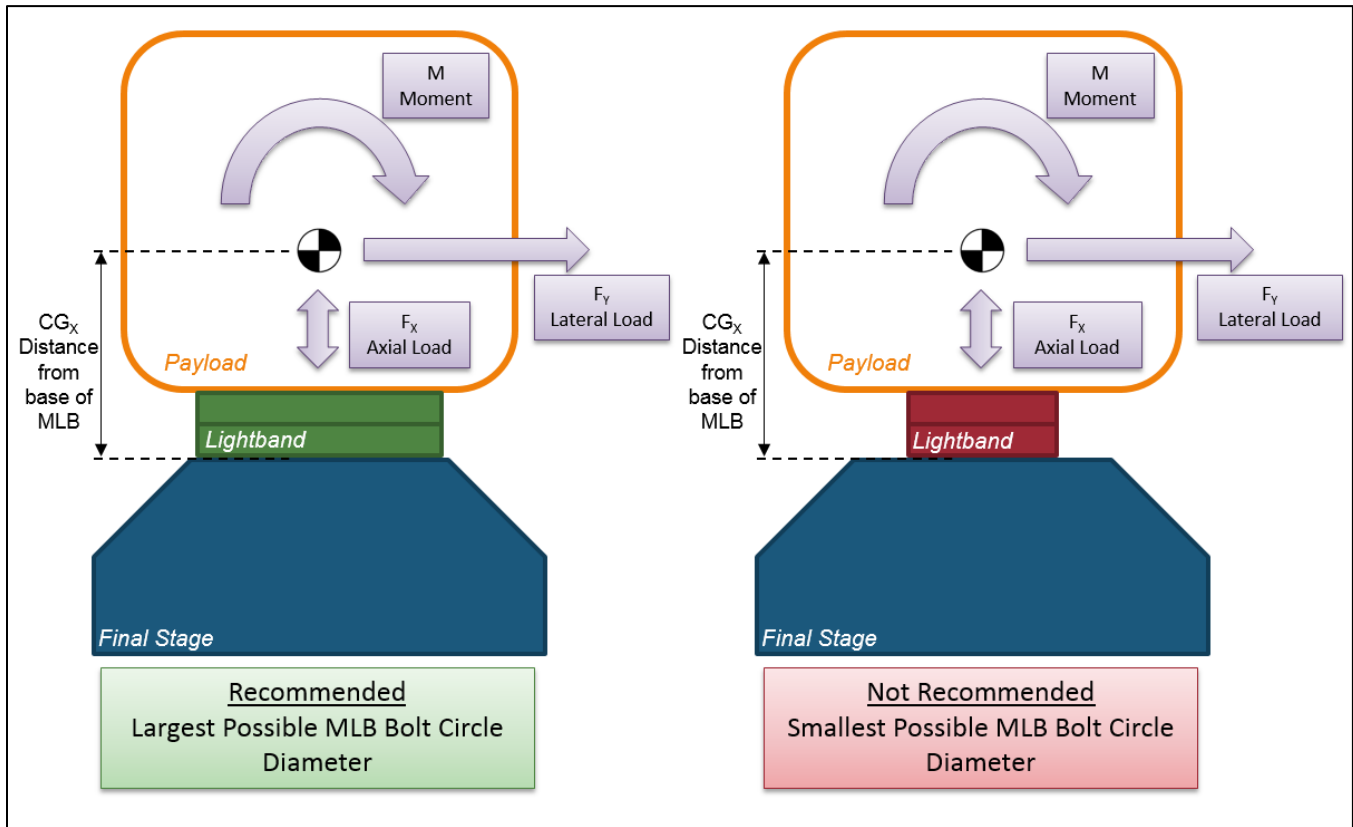 M
Moment
CGX
Distance
from
base of
MLB
FY
Lateral Load
FX
Axial Load
Payload
Lightband
Final Stage
Recommended
Largest Possible MLB Bolt Circle
Diameter
M
Moment
CGX
Distance
from
base of
MLB
FY
Lateral Load
FX
Axial Load
Payload
Lightband
Final Stage
Not Recommended
Smallest Possible MLB Bolt Circle
Diameter